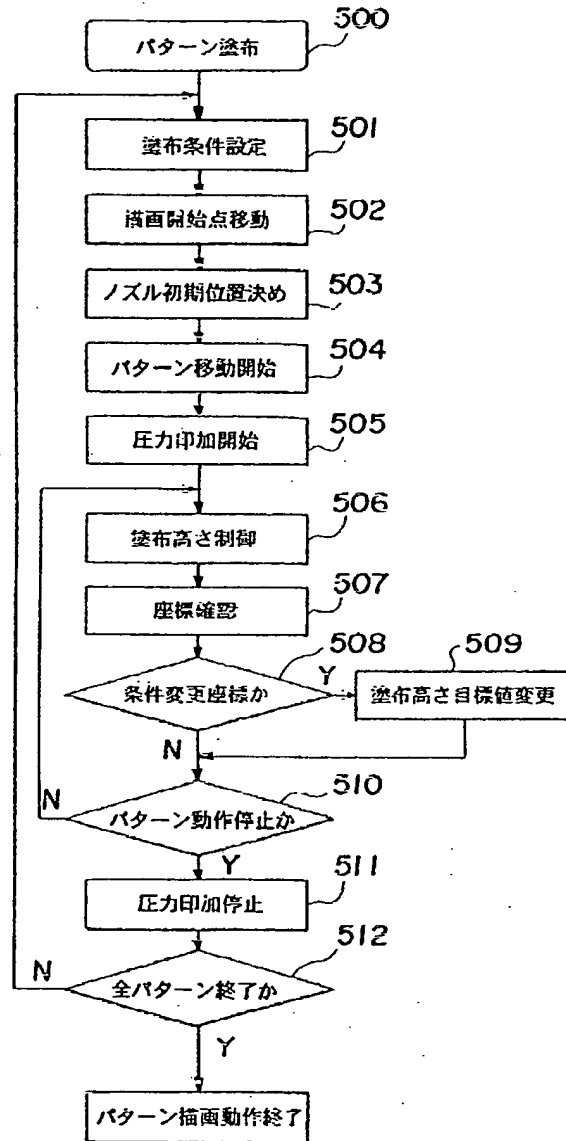 パターン塗布
500
塗布条件設定
501
描画開始点移動
502
ノズル初期位置決め
503
パターン移動開始
504
圧力印加開始
505
塗布高さ制御
506
座標確認
507
条件変更座標か
508
Y
塗布高さ目標値変更
509
N
パターン動作停止か
510
N
Y
圧力印加停止
511
全パターン終了か
512
N
Y
パターン描画動作終了